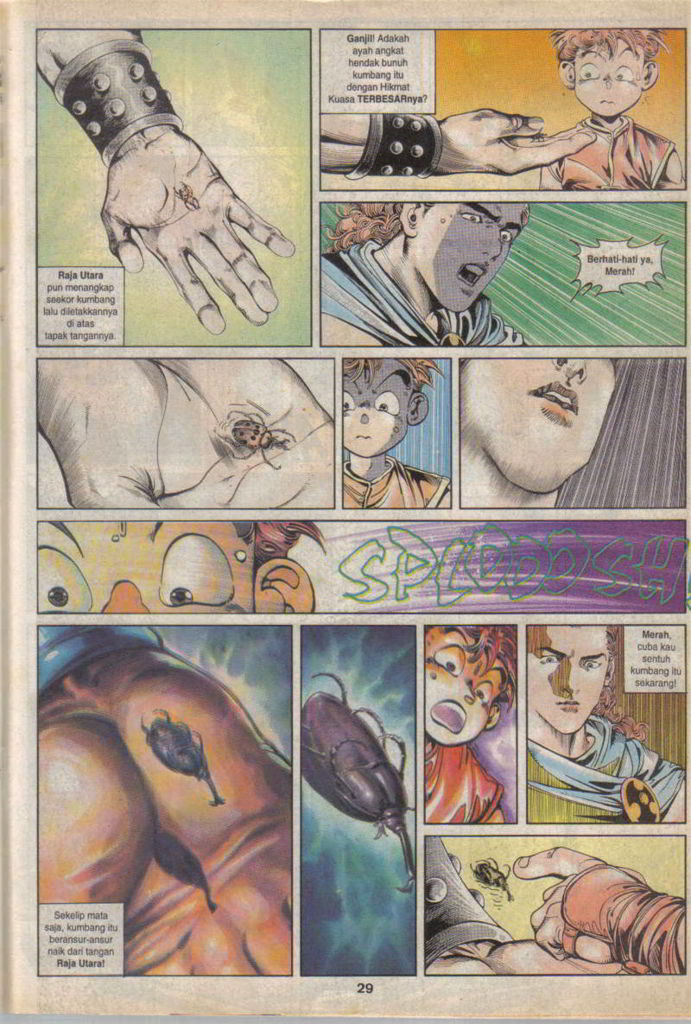 Raja Utara
pun menangkap
seekor kumbang
lalu diletakkannya
di atas
tapak tangannya.
Ganjil! Adakah
ayah angkat
hendak bunuh
kumbang itu
dengan Hikmat
Kuasa TERBESARnya?
Berhati-hati ya,
Merah!
SPLOOOSH!
Sekelip mata
saja, kumbang itu
beransur-ansur
naik dari tangan
Raja Utara!
Merah,
cuba kau
sentuh
kumbang itu
sekarang!
29